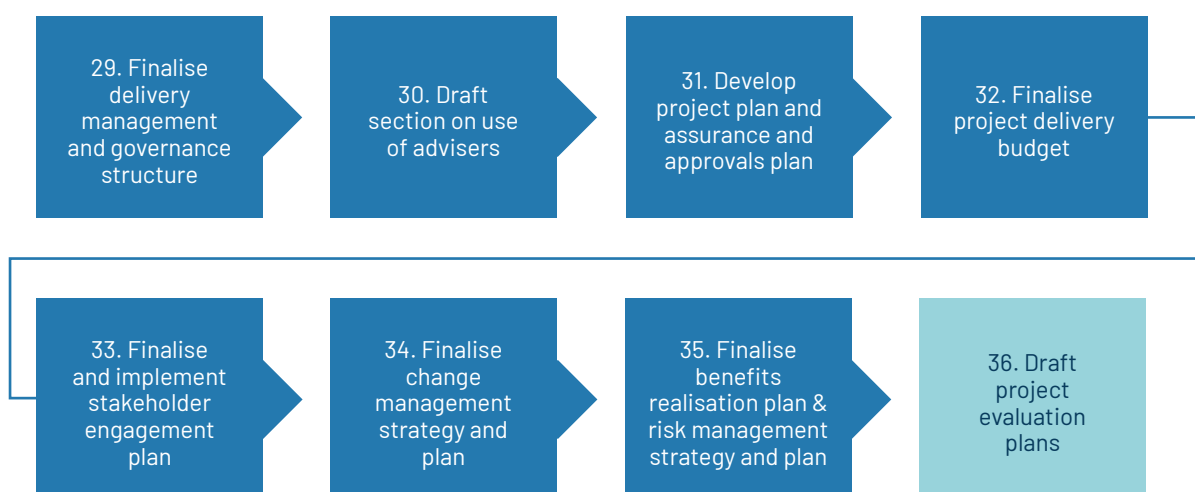 29. Finalise
delivery
management
and governance
structure
30. Draft
section on use
of advisers
31. Develop
project plan and
assurance and
approvals plan
32. Finalise
project delivery
budget
33. Finalise
and implement
stakeholder
engagement
plan
34. Finalise
change
management
strategy and
plan
35. Finalise
benefits
realisation plan &
risk management
strategy and plan
36. Draft
project
evaluation
plans